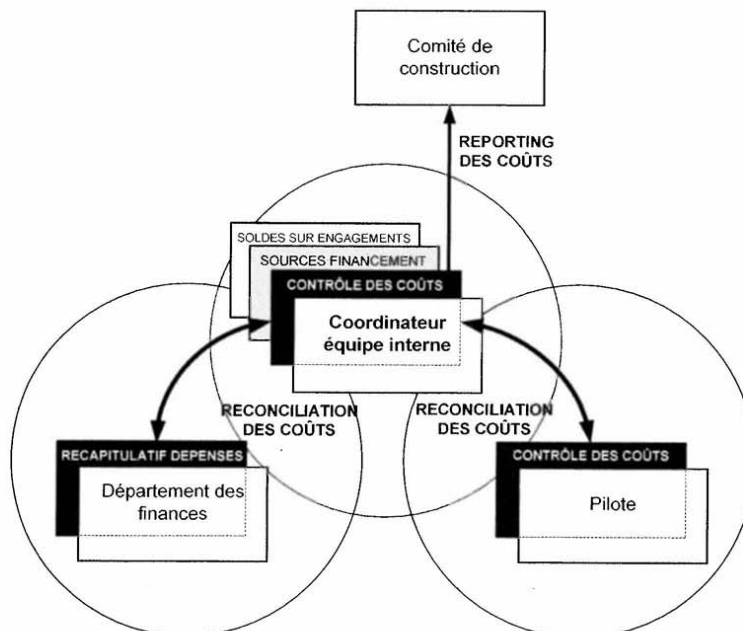 Comité de
construction
REPORTING
DES COÛTS
SOLDES SUR ENGAGEMENTS
SOURCES FINANCEMENT
CONTRÔLE DES COÛTS
Coordinateur
équipe interne
RECONCILIATION
DES COÛTS
RECONCILIATION
DES COÛTS
RECAPITULATIF DEPENSES
Département des
finances
CONTRÔLE DES COÛTS
Pilote